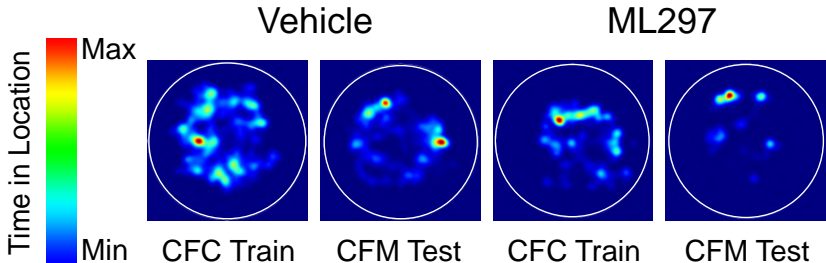 Vehicle
ML297
Time in Location
Max
Min
CFC Train
CFM Test
CFC Train
CFM Test